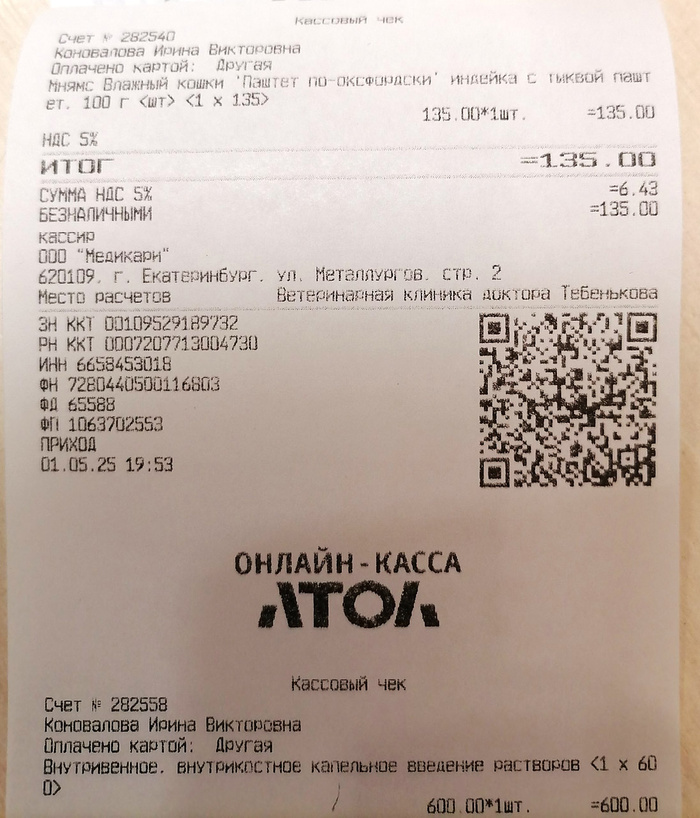 Кассовый чек
Счет № 282540
Коновалова Ирина Викторовна
Оплачено картой: Другая
Мнямс Влажный кошки 'Паштет по-оксфордски' индейка с тыквой пашт
ет. 100 г <шт> <1 x 135>
135.00*1шт. =135.00
НДС 5%
ИТОГ =135.00
СУММА НДС 5% =6.43
БЕЗНАЛИЧНЫМИ =135.00
кассир
ООО "Медикари"
620109. г. Екатеринбург. ул. Металлургов. стр. 2
Место расчетов Ветеринарная клиника доктора Тебенькова
ЗН ККТ 00109529189732
РН ККТ 0007207713004730
ИНН 6658453018
ФН 7280440500116803
ФД 65588
ФП 1063702553
ПРИХОД
01.05.25 19:53
ОНЛАЙН-КАССА
АТОЛ
Кассовый чек
Счет № 282558
Коновалова Ирина Викторовна
Оплачено картой: Другая
Внутривенное. внутрикостное капельное введение растворов <1 x 60
0>
600.00*1шт. =600.00